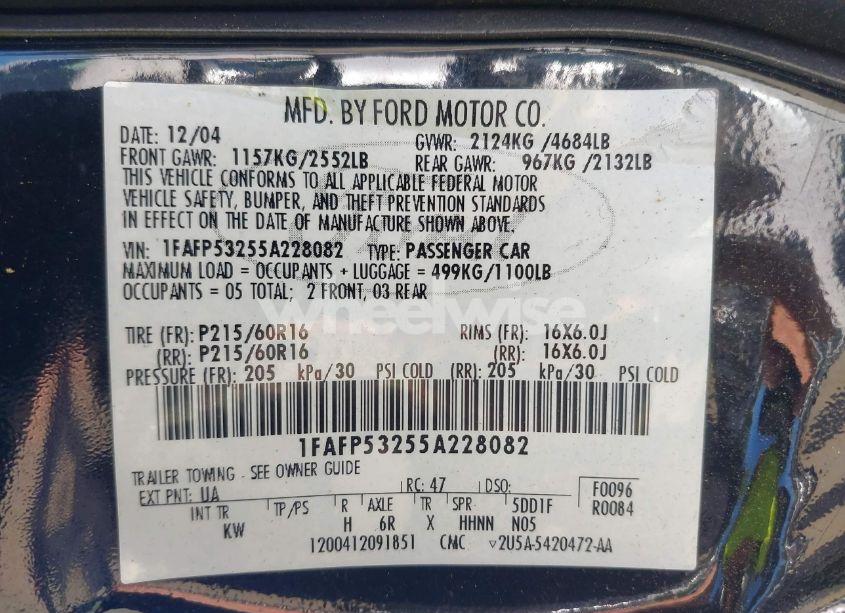 MFD. BY FORD MOTOR CO.
DATE: 12/04 GVWR: 2124KG /4684LB
FRONT GAWR: 1157KG/2552LB REAR GAWR: 967KG /2132LB
THIS VEHICLE CONFORMS TO ALL APPLICABLE FEDERAL MOTOR
VEHICLE SAFETY, BUMPER, AND THEFT PREVENTION STANDARDS
IN EFFECT ON THE DATE OF MANUFACTURE SHOWN ABOVE.
VIN: 1FAFP53255A228082 TYPE: PASSENGER CAR
MAXIMUM LOAD = OCCUPANTS + LUGGAGE = 499KG/1100LB
OCCUPANTS = 05 TOTAL; 2 FRONT, 03 REAR
wheelwise
TIRE (FR): P215/60R16 RIMS (FR): 16X6.0J
(RR): P215/60R16 (RR): 16X6.0J
PRESSURE (FR): 205 kPa/30 PSI COLD (RR): 205 kPa/30 PSI COLD
1FAFP53255A228082
TRAILER TOWING - SEE OWNER GUIDE
EXT PNT: UA RC: 47 DSO: F0096
INT TR TP/PS R AXLE TR SPR 5DD1F R0084
KW H 6R X HHNN N05
1200412091851 CMC ▽2U5A-5420472-AA